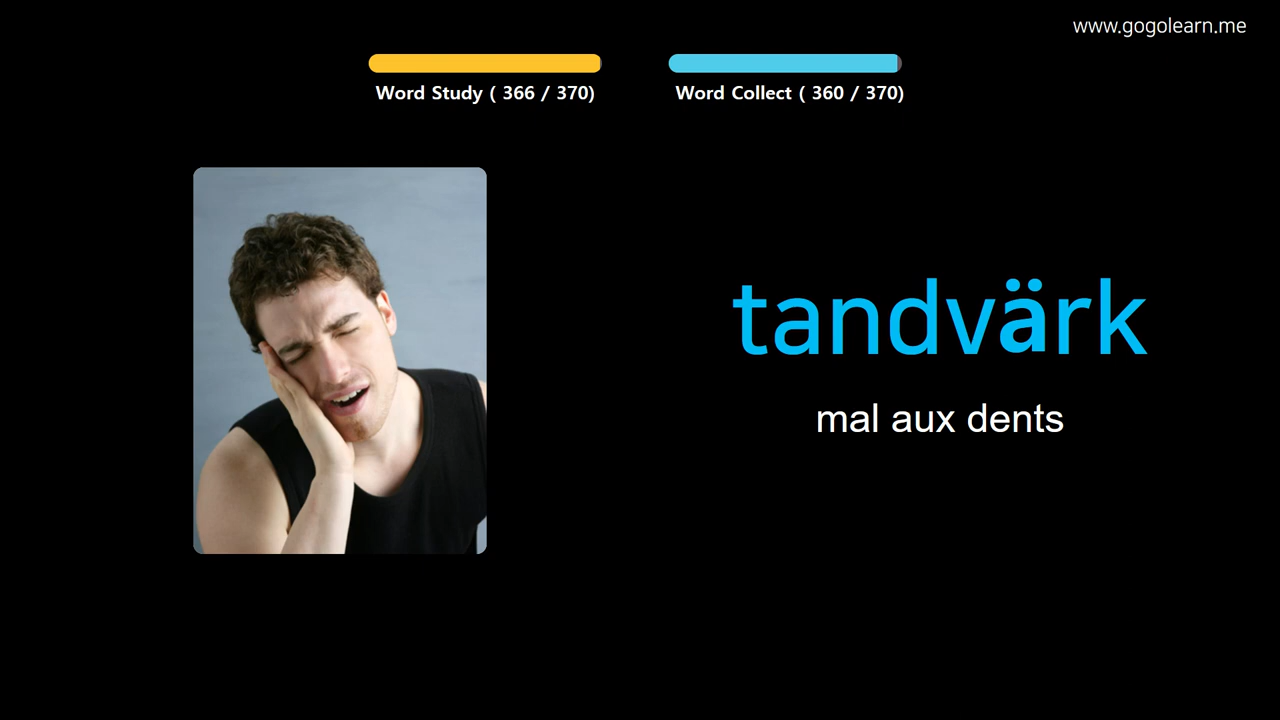 www.gogolearn.me
Word Study ( 366 / 370)
Word Collect ( 360 / 370)
tandvärk
mal aux dents